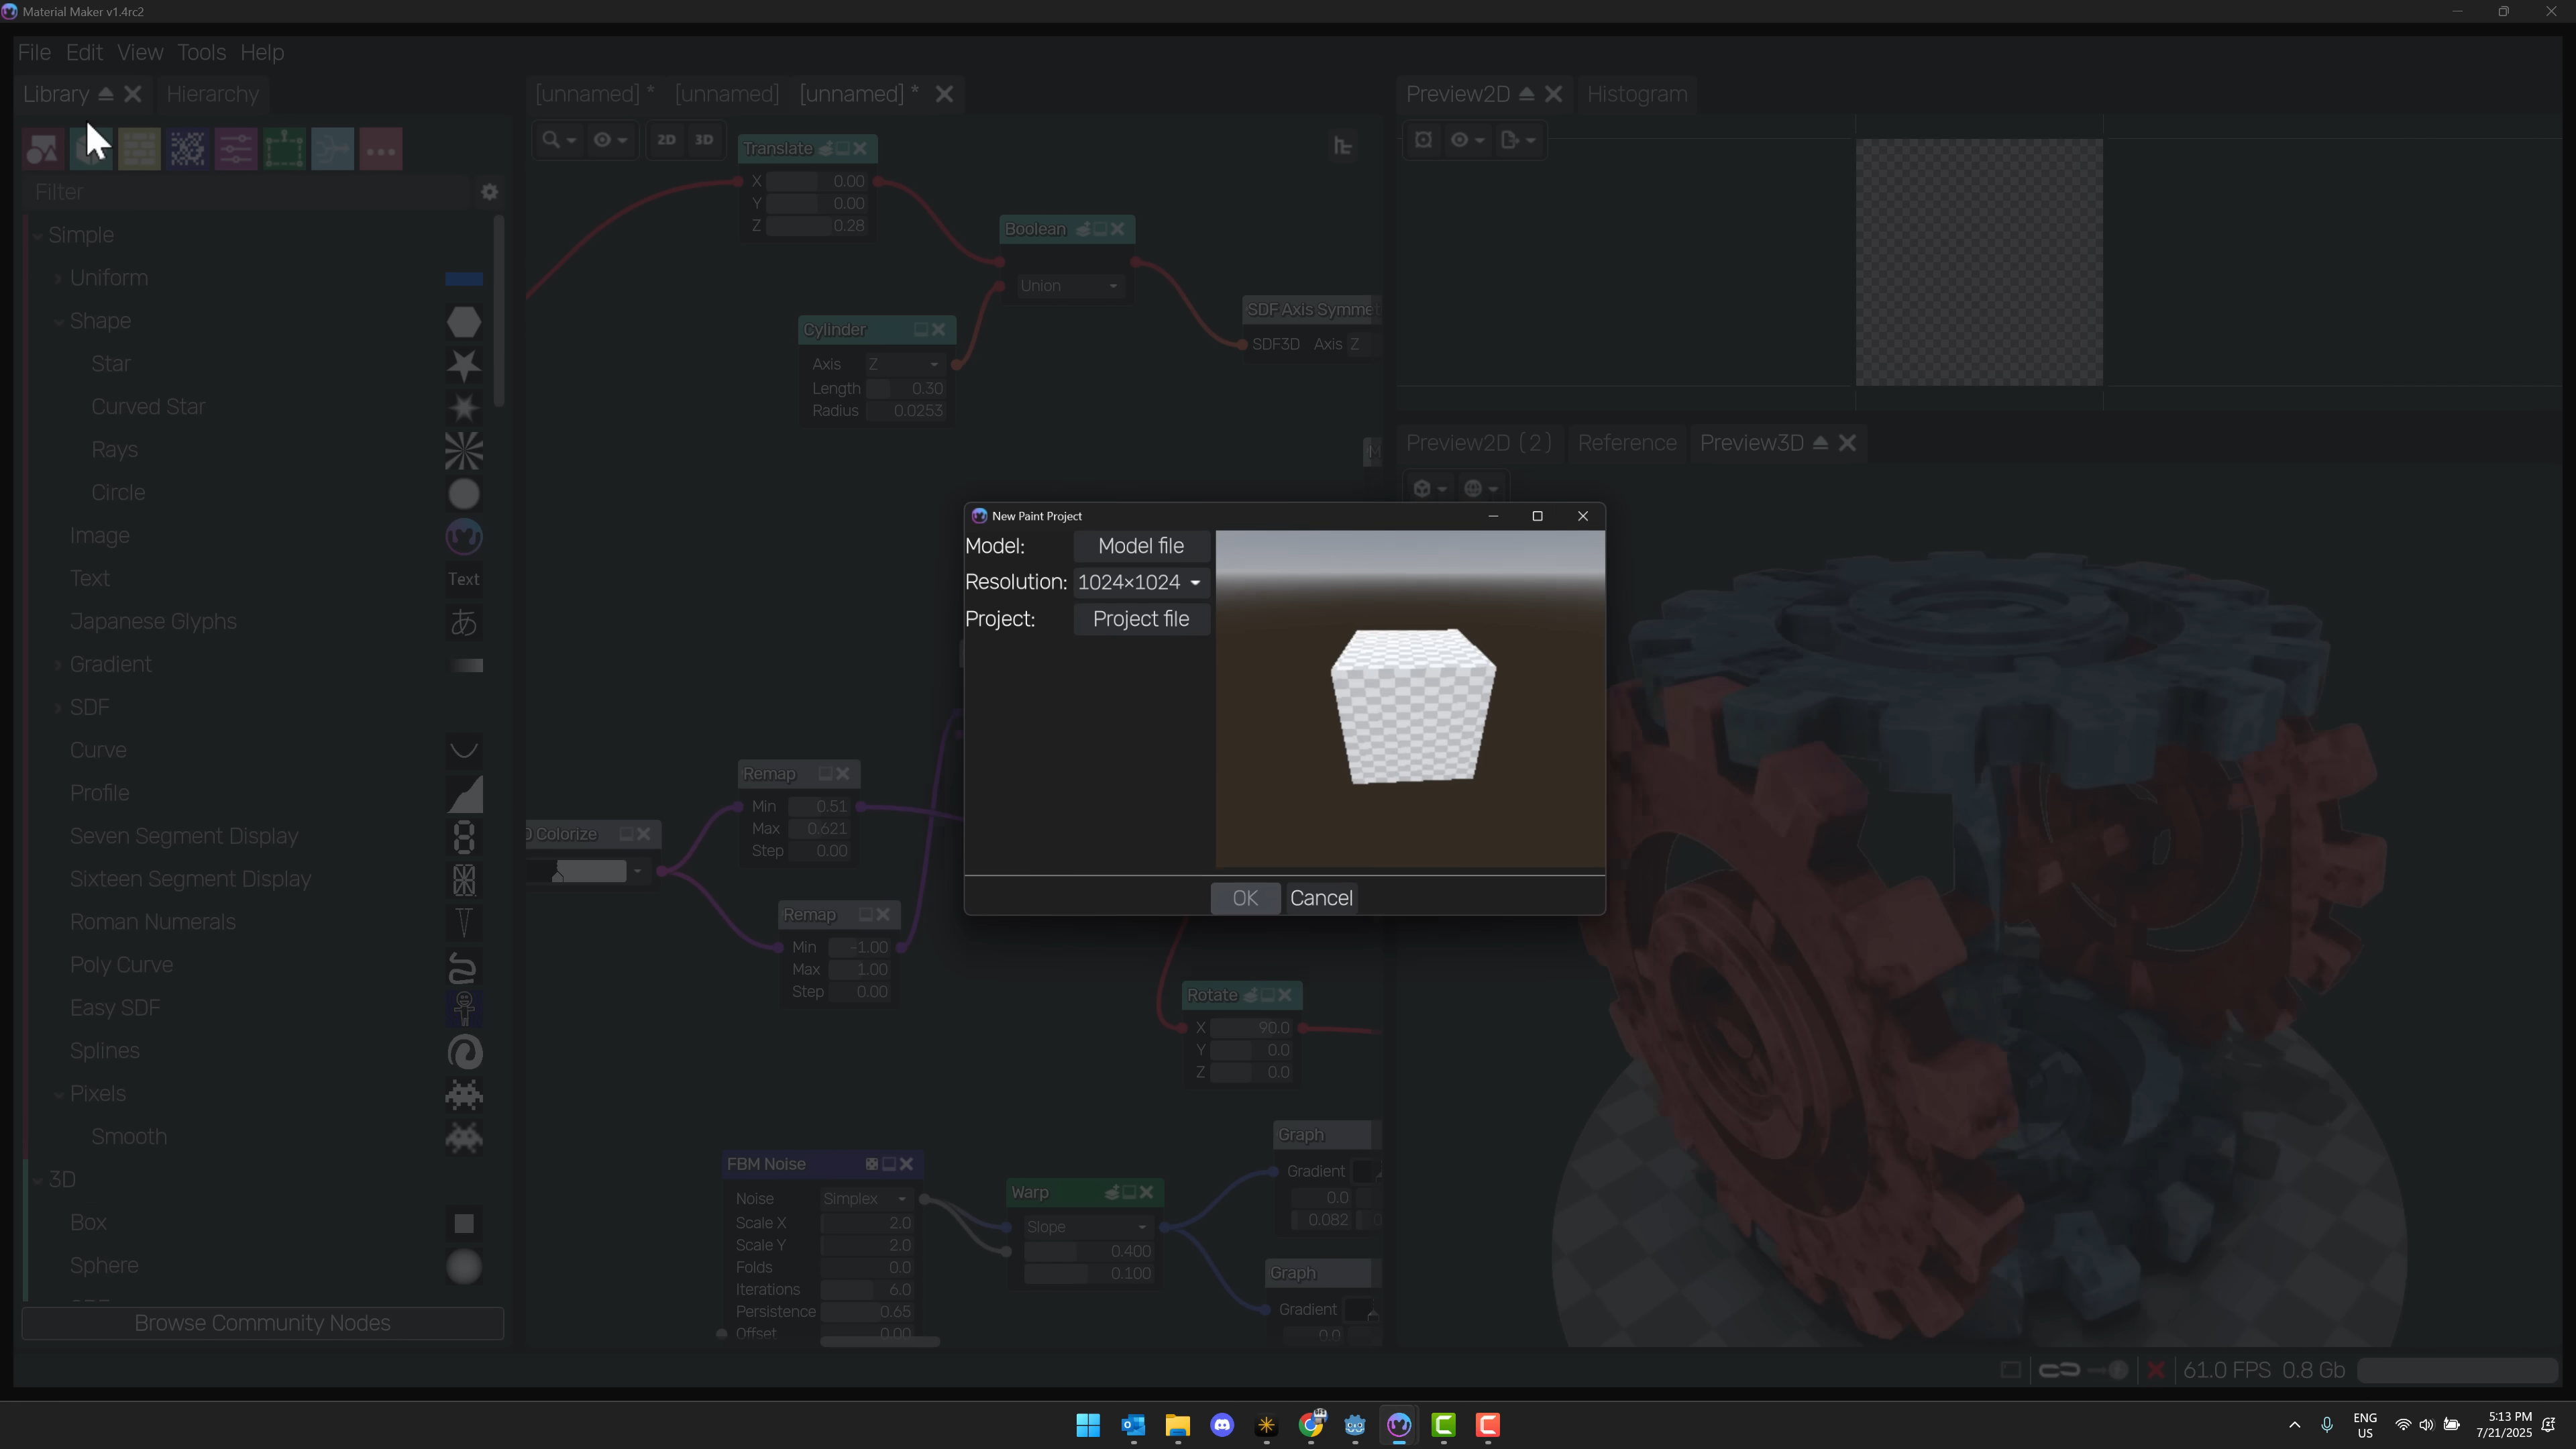 Material Maker v1.4rc2
File Edit View Tools Help
Library Hierarchy
[unnamed] * [unnamed] [unnamed] *
Preview2D Histogram
2D 3D
Filter
Simple
Uniform
Shape
Star
Curved Star
Rays
Circle
Image
Text
Text
Japanese Glyphs
あ
Gradient
SDF
Curve
Profile
Seven Segment Display
Sixteen Segment Display
Roman Numerals
Poly Curve
Easy SDF
Splines
Pixels
Smooth
3D
Box
Sphere
Browse Community Nodes
Translate
X 0.00
Y 0.00
Z 0.28
Boolean
Union
SDF Axis Symmet
SDF3D Axis Z
Cylinder
Axis Z
Length 0.30
Radius 0.0253
Preview2D (2) Reference Preview3D
New Paint Project
Model: Model file
Resolution: 1024×1024
Project: Project file
OK Cancel
Remap
Min 0.51
Max 0.621
Step 0.00
Colorize
Remap
Min -1.00
Max 1.00
Step 0.00
Rotate
X 90.0
Y 0.0
Z 0.0
FBM Noise
Noise Simplex
Scale X 2.0
Scale Y 2.0
Folds 0.0
Iterations 6.0
Persistence 0.65
Offset 0.00
Warp
Slope
0.400
0.100
Graph
Gradient
0.0
0.082
Graph
Gradient
0.0
61.0 FPS 0.8 Gb
ENG
US
5:13 PM
7/21/2025